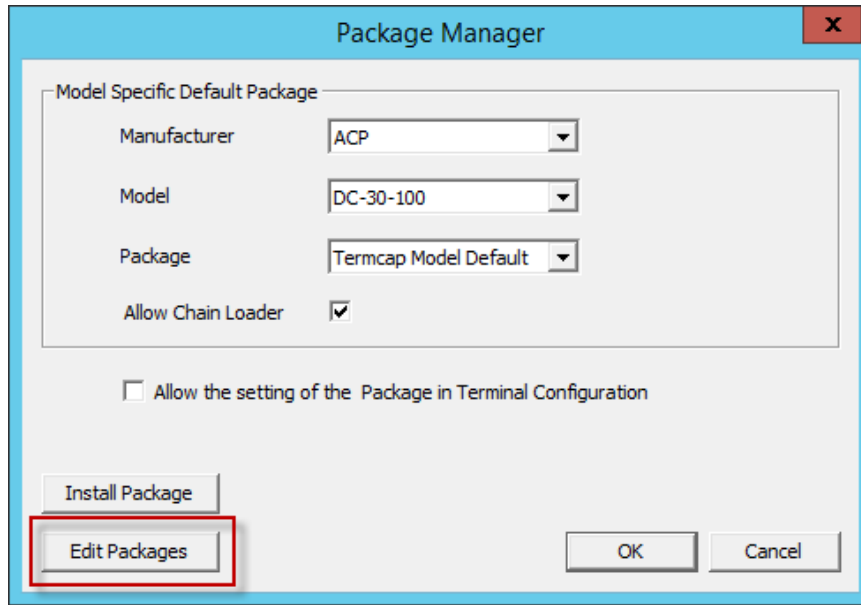 Package Manager
x
Model Specific Default Package
Manufacturer ACP
Model DC-30-100
Package Termcap Model Default
Allow Chain Loader
Allow the setting of the Package in Terminal Configuration
Install Package
Edit Packages OK Cancel